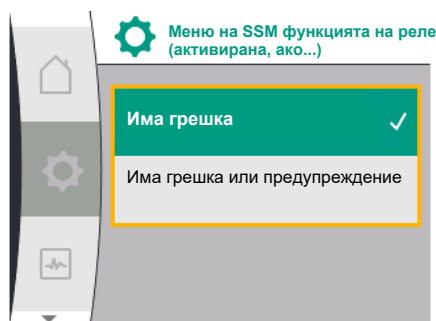 Меню на SSM функцията на реле
(активирана, ако...)
Има грешка
Има грешка или предупреждение